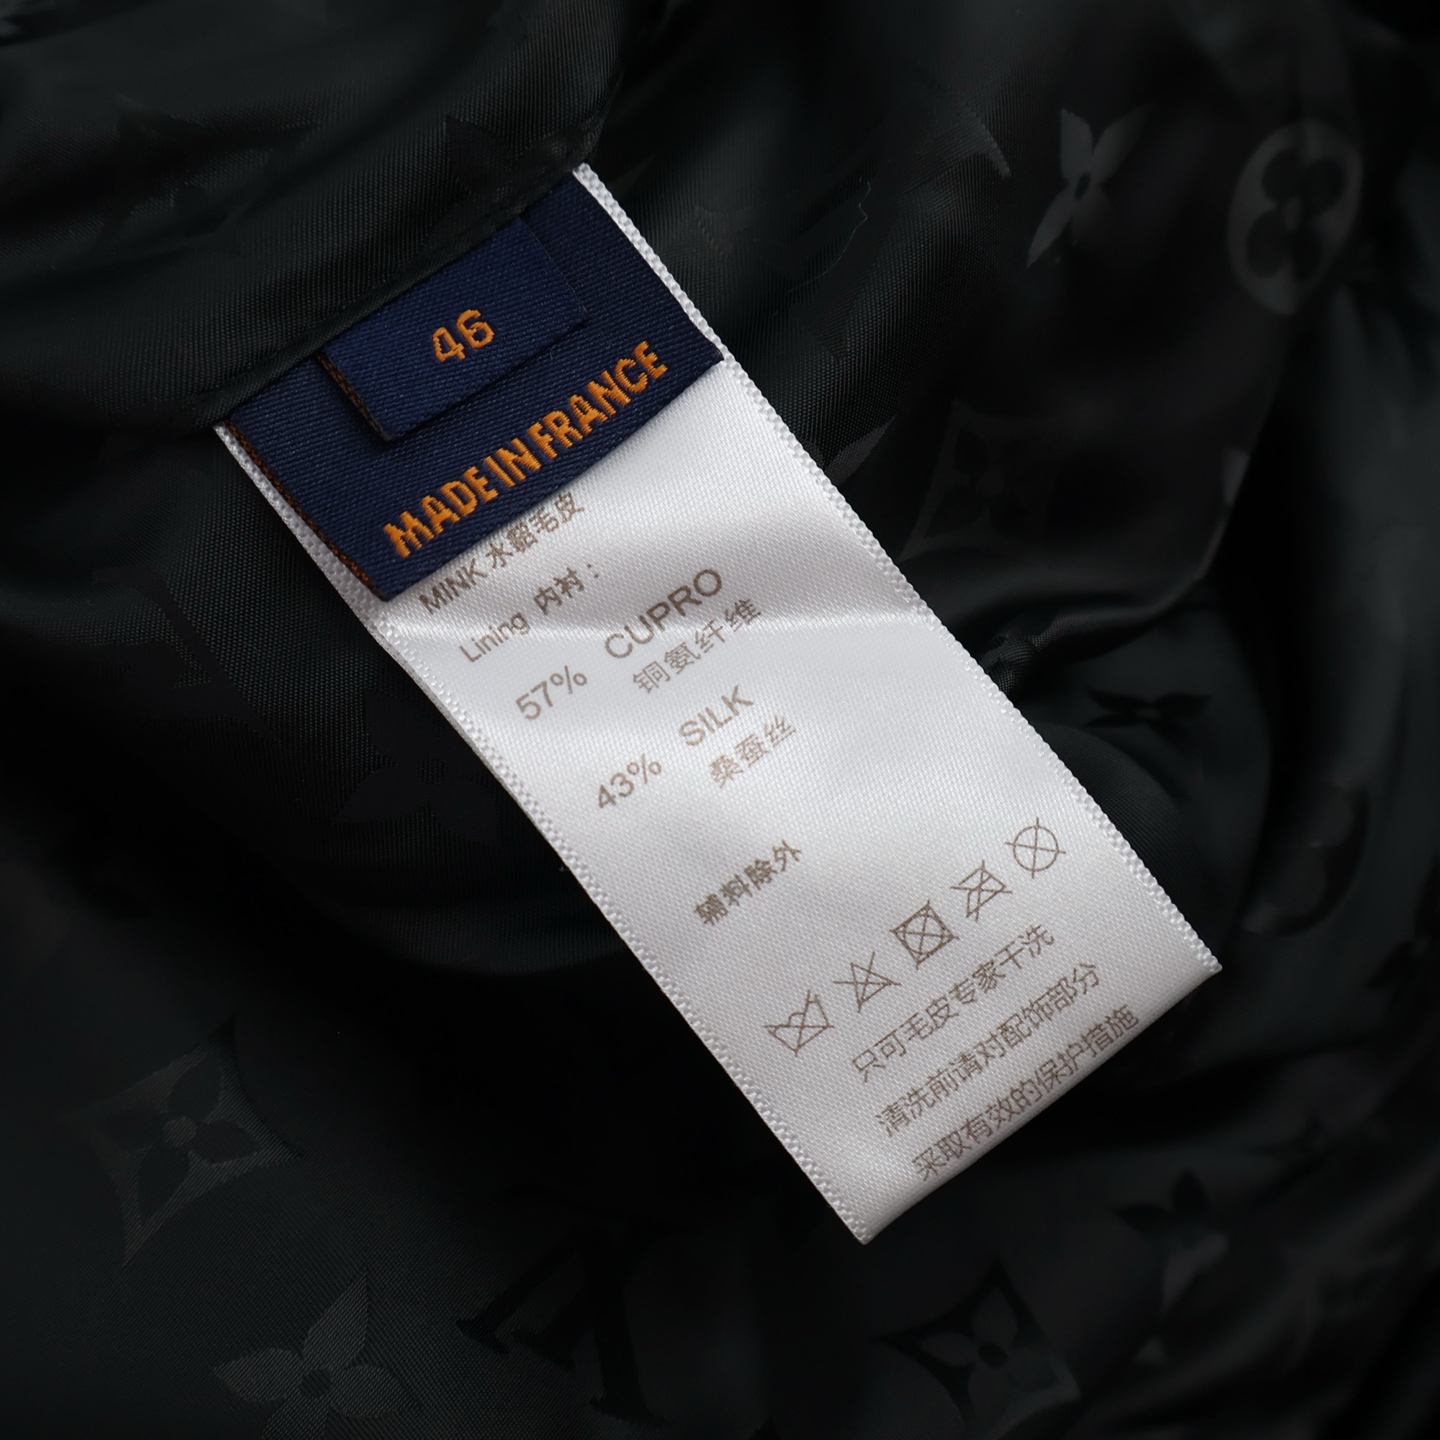 46
MADE IN FRANCE
MINK 水貂毛皮
Lining 内衬：
57% CUPRO
铜氨纤维
43% SILK
桑蚕丝
辅料除外
只可毛皮专家干洗
清洗前请对配饰部分
采取有效的保护措施